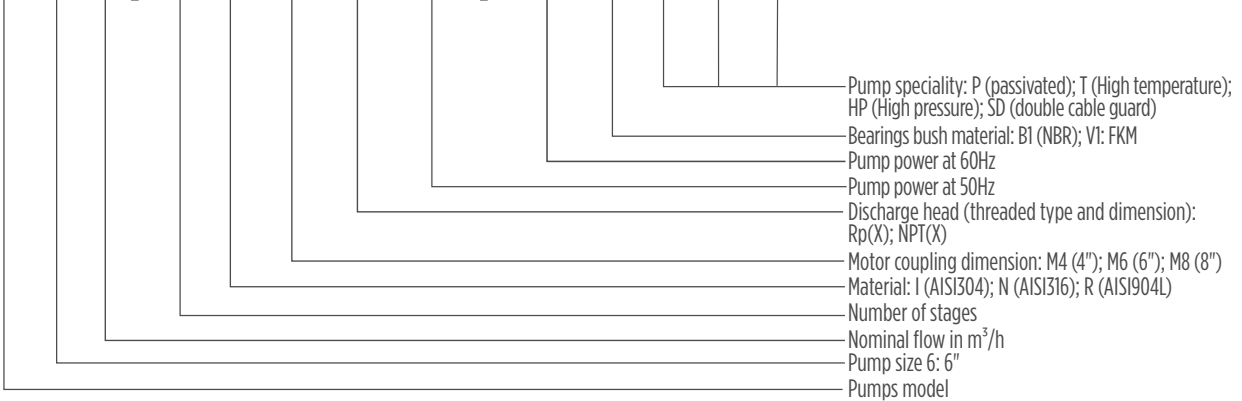 Pump speciality: P (passivated); T (High temperature);
HP (High pressure); SD (double cable guard)
Bearings bush material: B1 (NBR); V1: FKM
Pump power at 60Hz
Pump power at 50Hz
Discharge head (threaded type and dimension):
Rp(X); NPT(X)
Motor coupling dimension: M4 (4"); M6 (6"); M8 (8")
Material: I (AISI304); N (AISI316); R (AISI904L)
Number of stages
Nominal flow in m³/h
Pump size 6: 6"
Pumps model